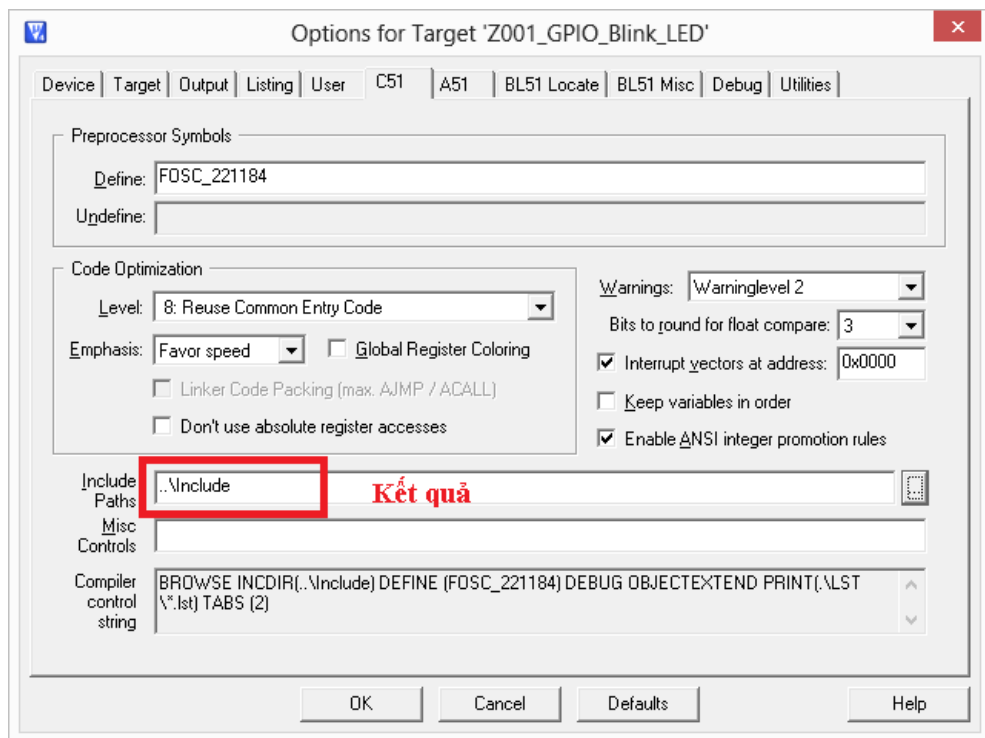 Options for Target 'Z001_GPIO_Blink_LED'
Device Target Output Listing User C51 A51 BL51 Locate BL51 Misc Debug Utilities
Preprocessor Symbols
Define: FOSC_221184
Undefine:
Code Optimization
Level: 8: Reuse Common Entry Code
Emphasis: Favor speed Global Register Coloring
Linker Code Packing (max. AJMP / ACALL)
Don't use absolute register accesses
Warnings: Warninglevel 2
Bits to round for float compare: 3
Interrupt vectors at address: 0x0000
Keep variables in order
Enable ANSI integer promotion rules
Include
Paths
..\Include
Kết quả
...
Misc
Controls
Compiler
control
string
BROWSE INCDIR(..\Include) DEFINE (FOSC_221184) DEBUG OBJECTEXTEND PRINT(.\LST
\*.lst) TABS (2)
OK Cancel Defaults Help